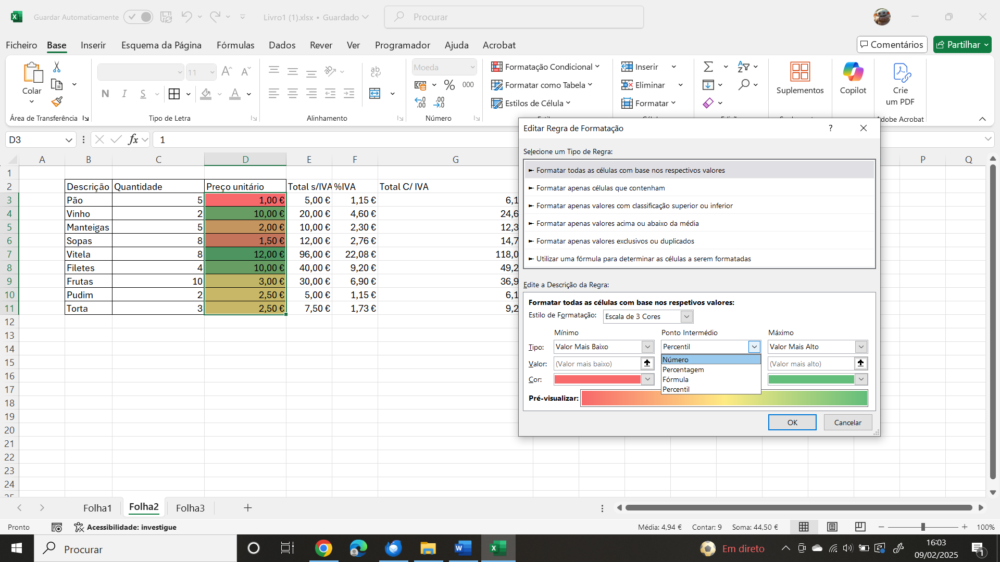 Guardar Automaticamente
Livro1 (1).xlsx • Guardado
Procurar
Ficheiro Base Inserir Esquema da Página Fórmulas Dados Rever Ver Programador Ajuda Acrobat
Comentários Partilhar
Colar
Área de Transferência
11
N I S
Tipo de Letra
ab
Alinhamento
Moeda
% 000
Número
Formatação Condicional
Formatar como Tabela
Estilos de Célula
Inserir
Eliminar
Formatar
Suplementos
Copilot
Crie
um PDF
Adobe Acrobat
D3 fx 1
A B C D E F G P Q
1
2 Descrição Quantidade Preço unitário Total s/IVA %IVA Total C/ IVA
3 Pão 5 1,00 € 5,00 € 1,15 € 6,1
4 Vinho 2 10,00 € 20,00 € 4,60 € 24,6
5 Manteigas 5 2,00 € 10,00 € 2,30 € 12,3
6 Sopas 8 1,50 € 12,00 € 2,76 € 14,7
7 Vitela 8 12,00 € 96,00 € 22,08 € 118,0
8 Filetes 4 10,00 € 40,00 € 9,20 € 49,2
9 Frutas 10 3,00 € 30,00 € 6,90 € 36,9
10 Pudim 2 2,50 € 5,00 € 1,15 € 6,1
11 Torta 3 2,50 € 7,50 € 1,73 € 9,2
12
13
14
15
16
17
18
19
20
21
22
23
24
Editar Regra de Formatação ?
Selecione um Tipo de Regra:
► Formatar todas as células com base nos respectivos valores
► Formatar apenas células que contenham
► Formatar apenas valores com classificação superior ou inferior
► Formatar apenas valores acima ou abaixo da média
► Formatar apenas valores exclusivos ou duplicados
► Utilizar uma fórmula para determinar as células a serem formatadas
Edite a Descrição da Regra:
Formatar todas as células com base nos respetivos valores:
Estilo de Formatação: Escala de 3 Cores
Mínimo Ponto Intermédio Máximo
Tipo: Valor Mais Baixo Percentil Valor Mais Alto
Valor: (Valor mais baixo) (Valor mais alto)
Cor:
Número
Percentagem
Fórmula
Percentil
Pré-visualizar:
OK Cancelar
Folha1 Folha2 Folha3
Pronto Acessibilidade: investigue Média: 4,94 € Contar: 9 Soma: 44,50 € 100%
Procurar
Em direto
16:03
09/02/2025
1